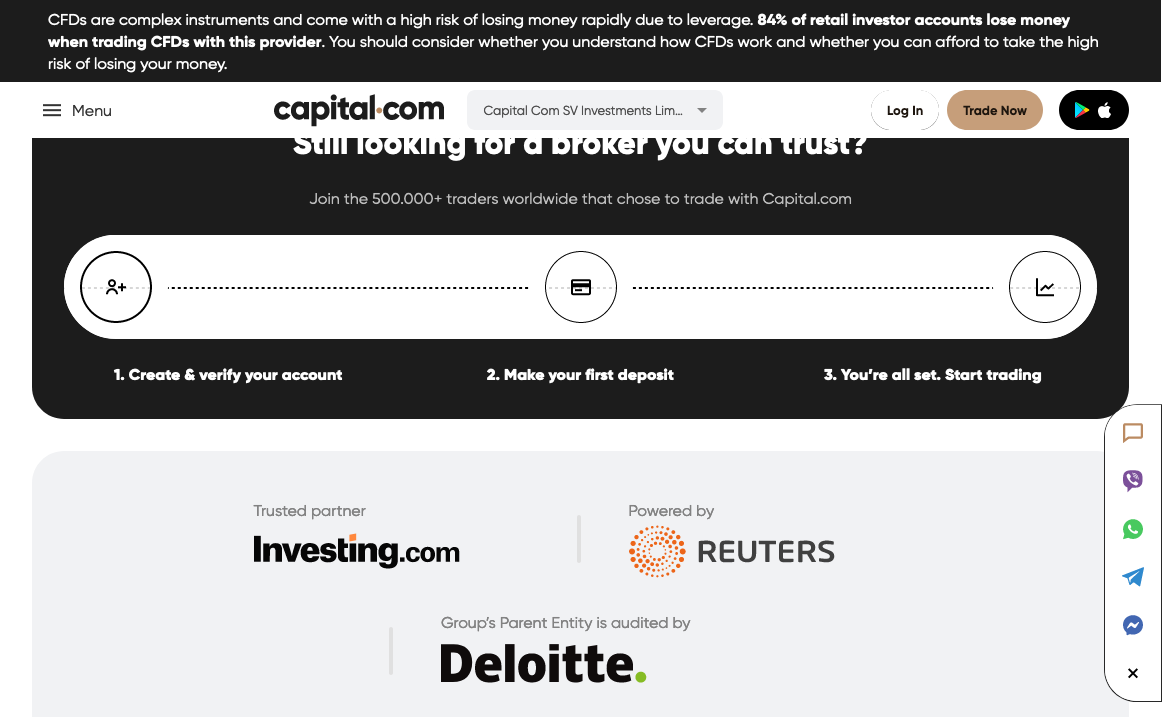 CFDs are complex instruments and come with a high risk of losing money rapidly due to leverage. 84% of retail investor accounts lose money
when trading CFDs with this provider. You should consider whether you understand how CFDs work and whether you can afford to take the high
risk of losing your money.
Menu
capital.com
Capital Com SV Investments Lim...
Log In
Trade Now
Still looking for a broker you can trust?
Join the 500.000+ traders worldwide that chose to trade with Capital.com
1. Create & verify your account
2. Make your first deposit
3. You're all set. Start trading
Trusted partner
Investing.com
Powered by
REUTERS
Group's Parent Entity is audited by
Deloitte.